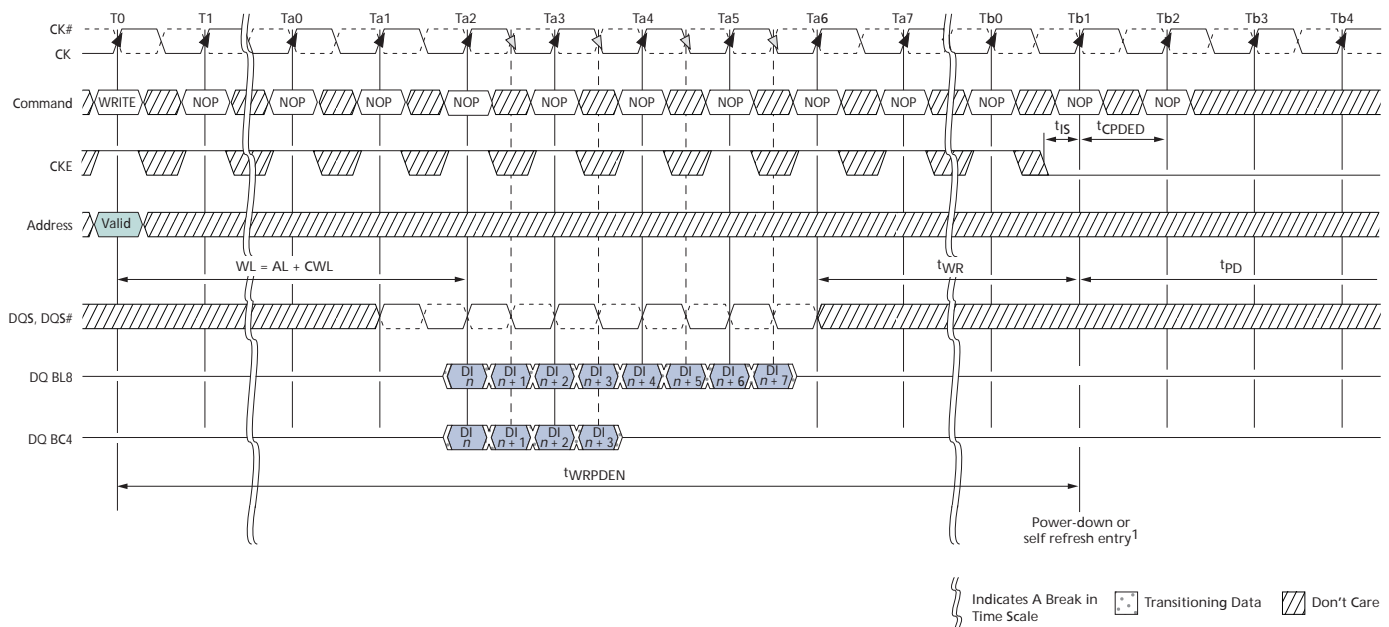 T0 T1 Ta0 Ta1 Ta2 Ta3 Ta4 Ta5 Ta6 Ta7 Tb0 Tb1 Tb2 Tb3 Tb4
CK#
CK
Command WRITE NOP NOP NOP NOP NOP NOP NOP NOP NOP NOP NOP NOP
tIS tCPDED
CKE
Address Valid
WL = AL + CWL tWR tPD
DQS, DQS#
DQ BL8 DI n DI n + 1 DI n + 2 DI n + 3 DI n + 4 DI n + 5 DI n + 6 DI n + 7
DQ BC4 DI n DI n + 1 DI n + 2 DI n + 3
tWRPDEN
Power-down or
self refresh entry1
Indicates A Break in
Time Scale
Transitioning Data
Don't Care